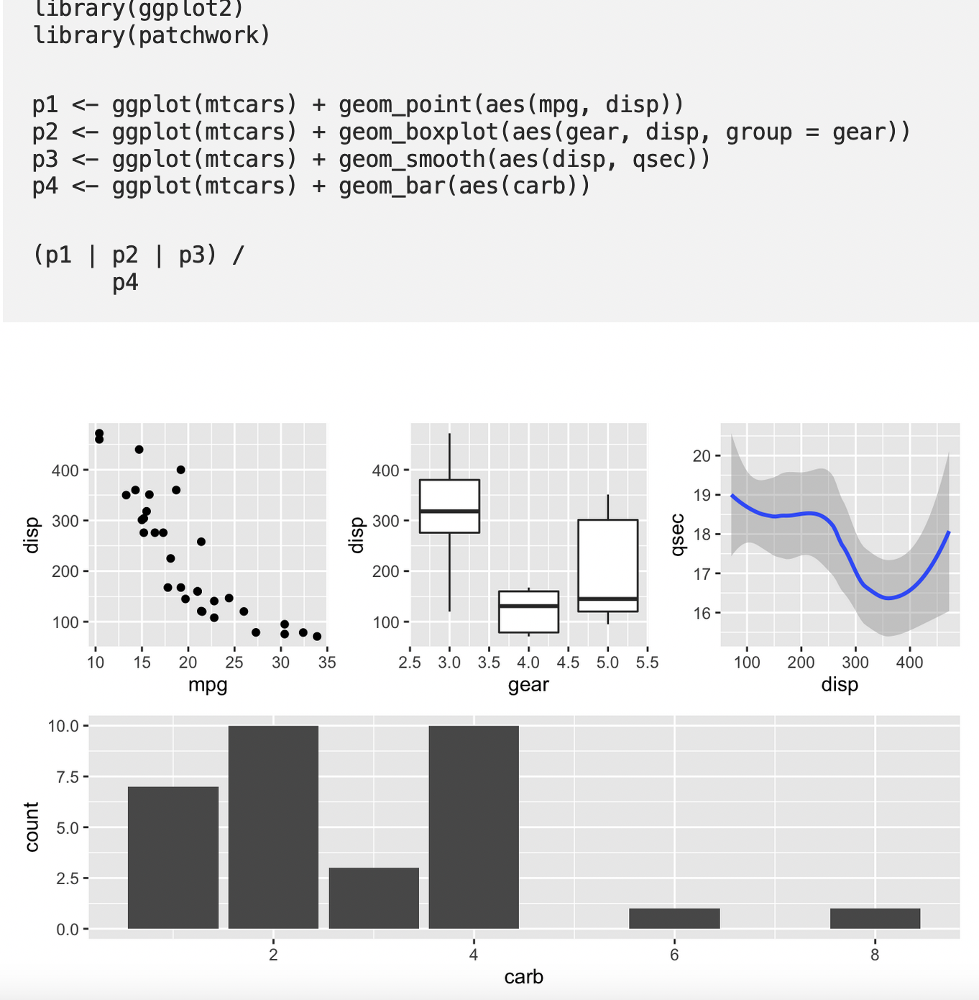 library(ggplot2)
library(patchwork)
p1 <- ggplot(mtcars) + geom_point(aes(mpg, disp))
p2 <- ggplot(mtcars) + geom_boxplot(aes(gear, disp, group = gear))
p3 <- ggplot(mtcars) + geom_smooth(aes(disp, qsec))
p4 <- ggplot(mtcars) + geom_bar(aes(carb))
(p1 | p2 | p3) /
p4
disp
400
300
200
100
10 15 20 25 30 35
mpg
disp
400
300
200
100
2.5 3.0 3.5 4.0 4.5 5.0 5.5
gear
qsec
20
19
18
17
16
100 200 300 400
disp
count
10.0
7.5
5.0
2.5
0.0
2 4 6 8
carb